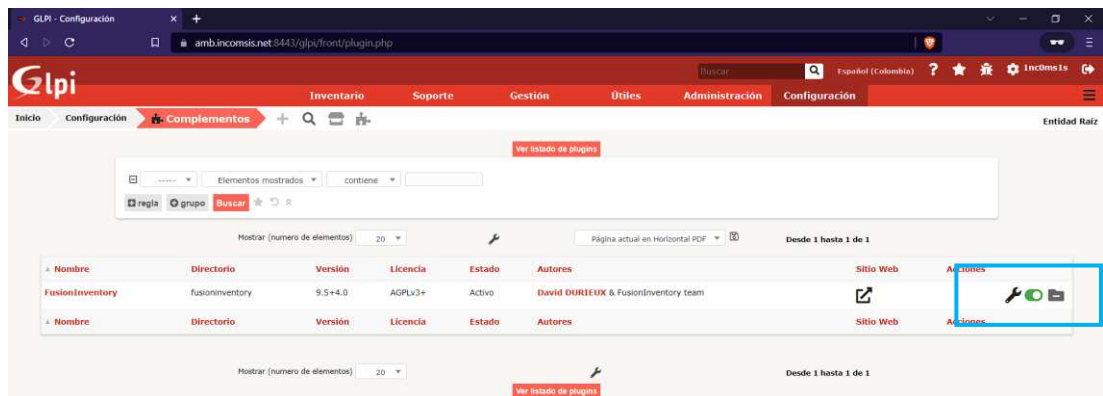 GLPI - Configuración
amb.incomsis.net:8443/glpi/front/plugin.php
Glpi
Buscar
Español (Colombia)
?
1nc0ms1s
Inventario Soporte Gestión Útiles Administración Configuración
Inicio Configuración Complementos
Entidad Raiz
Ver listado de plugins
----- Elementos mostrados contiene
regla grupo Buscar
Mostrar (numero de elementos) 20 Página actual en Horizontal PDF Desde 1 hasta 1 de 1
Nombre Directorio Versión Licencia Estado Autores Sitio Web Acciones
FusionInventory fusioninventory 9.5+4.0 AGPLv3+ Activo David DURIEUX & FusionInventory team
Nombre Directorio Versión Licencia Estado Autores Sitio Web Acciones
Mostrar (numero de elementos) 20 Desde 1 hasta 1 de 1
Ver listado de plugins